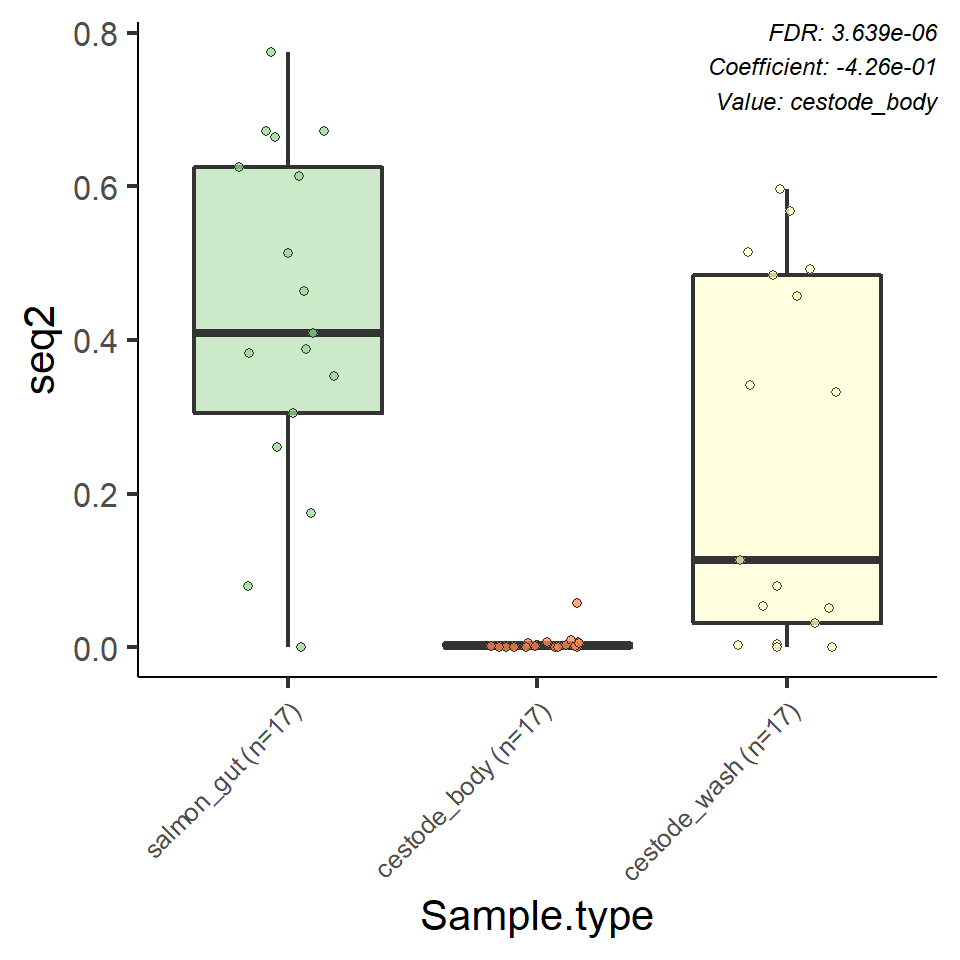 FDR: 3.639e-06
Coefficient: -4.26e-01
Value: cestode_body
0.8
0.6
0.4
0.2
0.0
seq2
salmon_gut (n=17)
cestode_body (n=17)
cestode_wash (n=17)
Sample.type